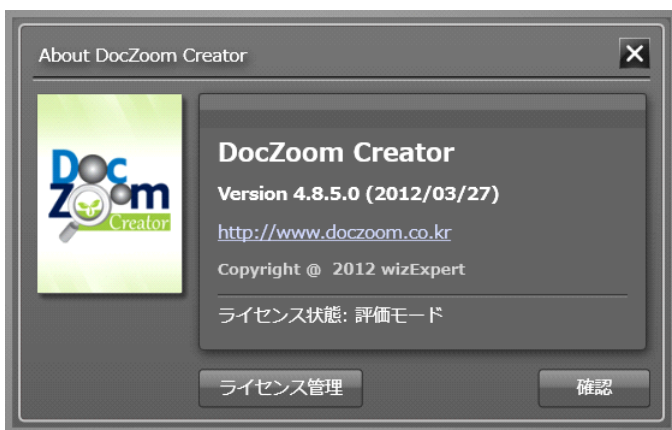 About DocZoom Creator
Doc
Zoom
Creator
DocZoom Creator
Version 4.8.5.0 (2012/03/27)
http://www.doczoom.co.kr
Copyright @ 2012 wizExpert
ライセンス状態: 評価モード
ライセンス管理
確認